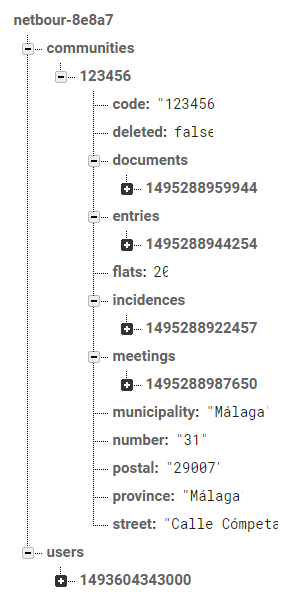 netbour-8e8a7
communities
123456
code: "123456
deleted: false
documents
1495288959944
entries
1495288944254
flats: 20
incidences
1495288922457
meetings
1495288987650
municipality: "Málaga"
number: "31"
postal: "29007"
province: "Málaga
street: "Calle Cómpeta
users
1493604343000